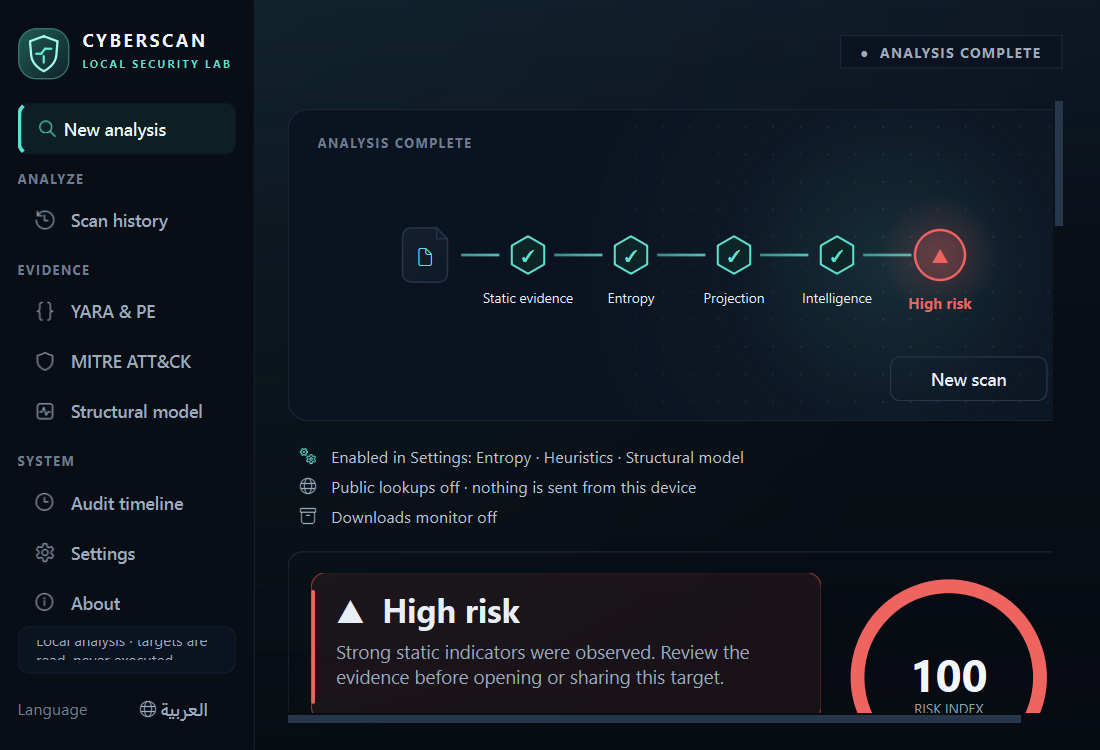 CYBERSCAN
LOCAL SECURITY LAB
New analysis
ANALYZE
Scan history
EVIDENCE
YARA & PE
MITRE ATT&CK
Structural model
SYSTEM
Audit timeline
Settings
About
Local analysis · targets are
read, never executed
Language
العربية
● ANALYSIS COMPLETE
ANALYSIS COMPLETE
Static evidence
Entropy
Projection
Intelligence
High risk
New scan
Enabled in Settings: Entropy · Heuristics · Structural model
Public lookups off · nothing is sent from this device
Downloads monitor off
High risk
Strong static indicators were observed. Review the
evidence before opening or sharing this target.
100
RISK INDEX